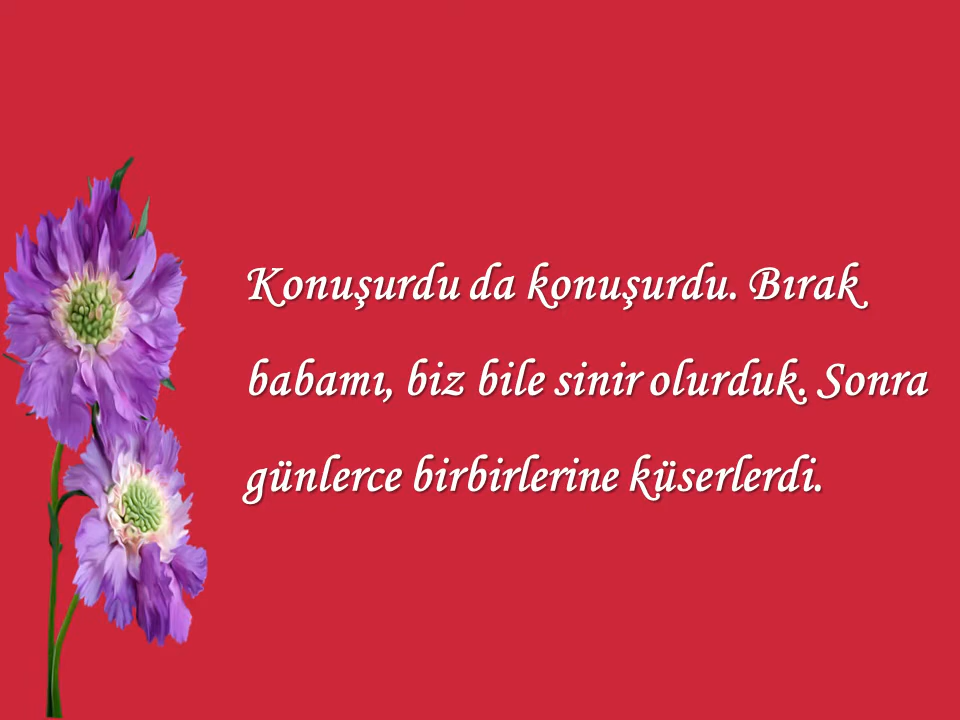 Konuşurdu da konuşurdu. Bırak
babamı, biz bile sinir olurduk. Sonra
günlerce birbirlerine küserlerdi.